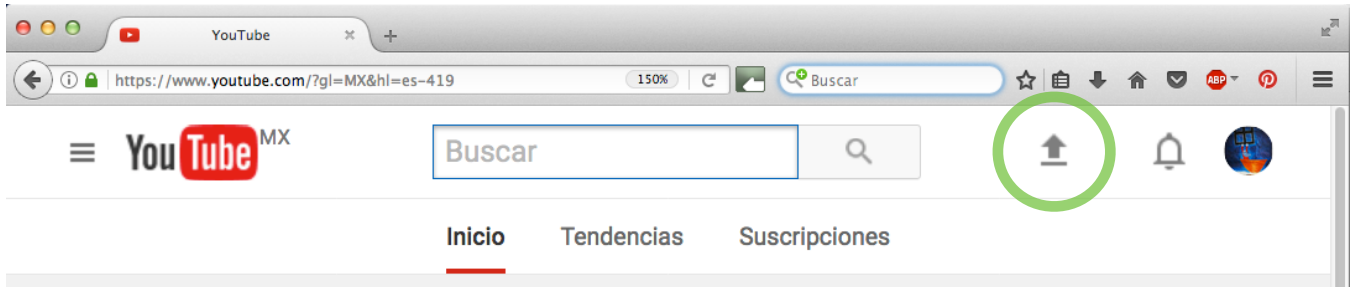 YouTube
https://www.youtube.com/?gl=MX&hl=es-419 150% Buscar ABP
YouTube MX Buscar
Inicio Tendencias Suscripciones